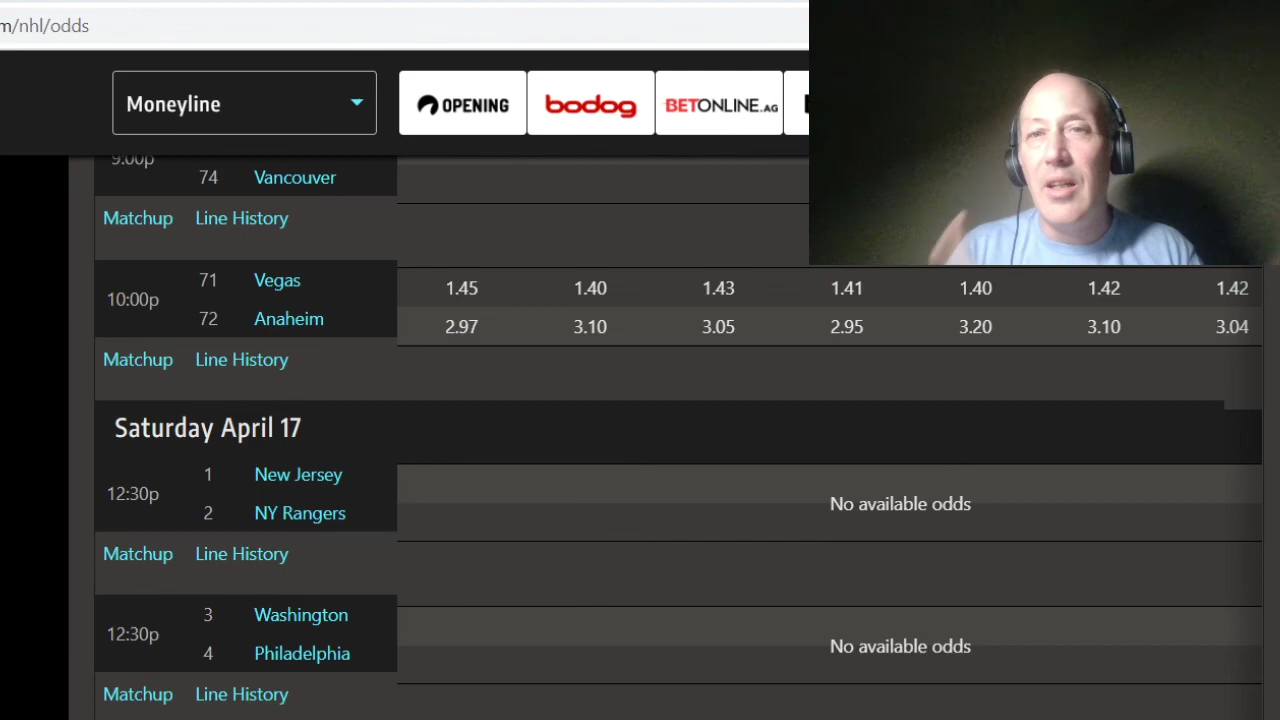 m/nhl/odds
Moneyline
OPENING bodog BETONLINE.AG
9:00p
74 Vancouver
Matchup Line History
10:00p
71 Vegas 1.45 1.40 1.43 1.41 1.40 1.42 1.42
72 Anaheim 2.97 3.10 3.05 2.95 3.20 3.10 3.04
Matchup Line History
Saturday April 17
12:30p
1 New Jersey
2 NY Rangers
No available odds
Matchup Line History
12:30p
3 Washington
4 Philadelphia
No available odds
Matchup Line History